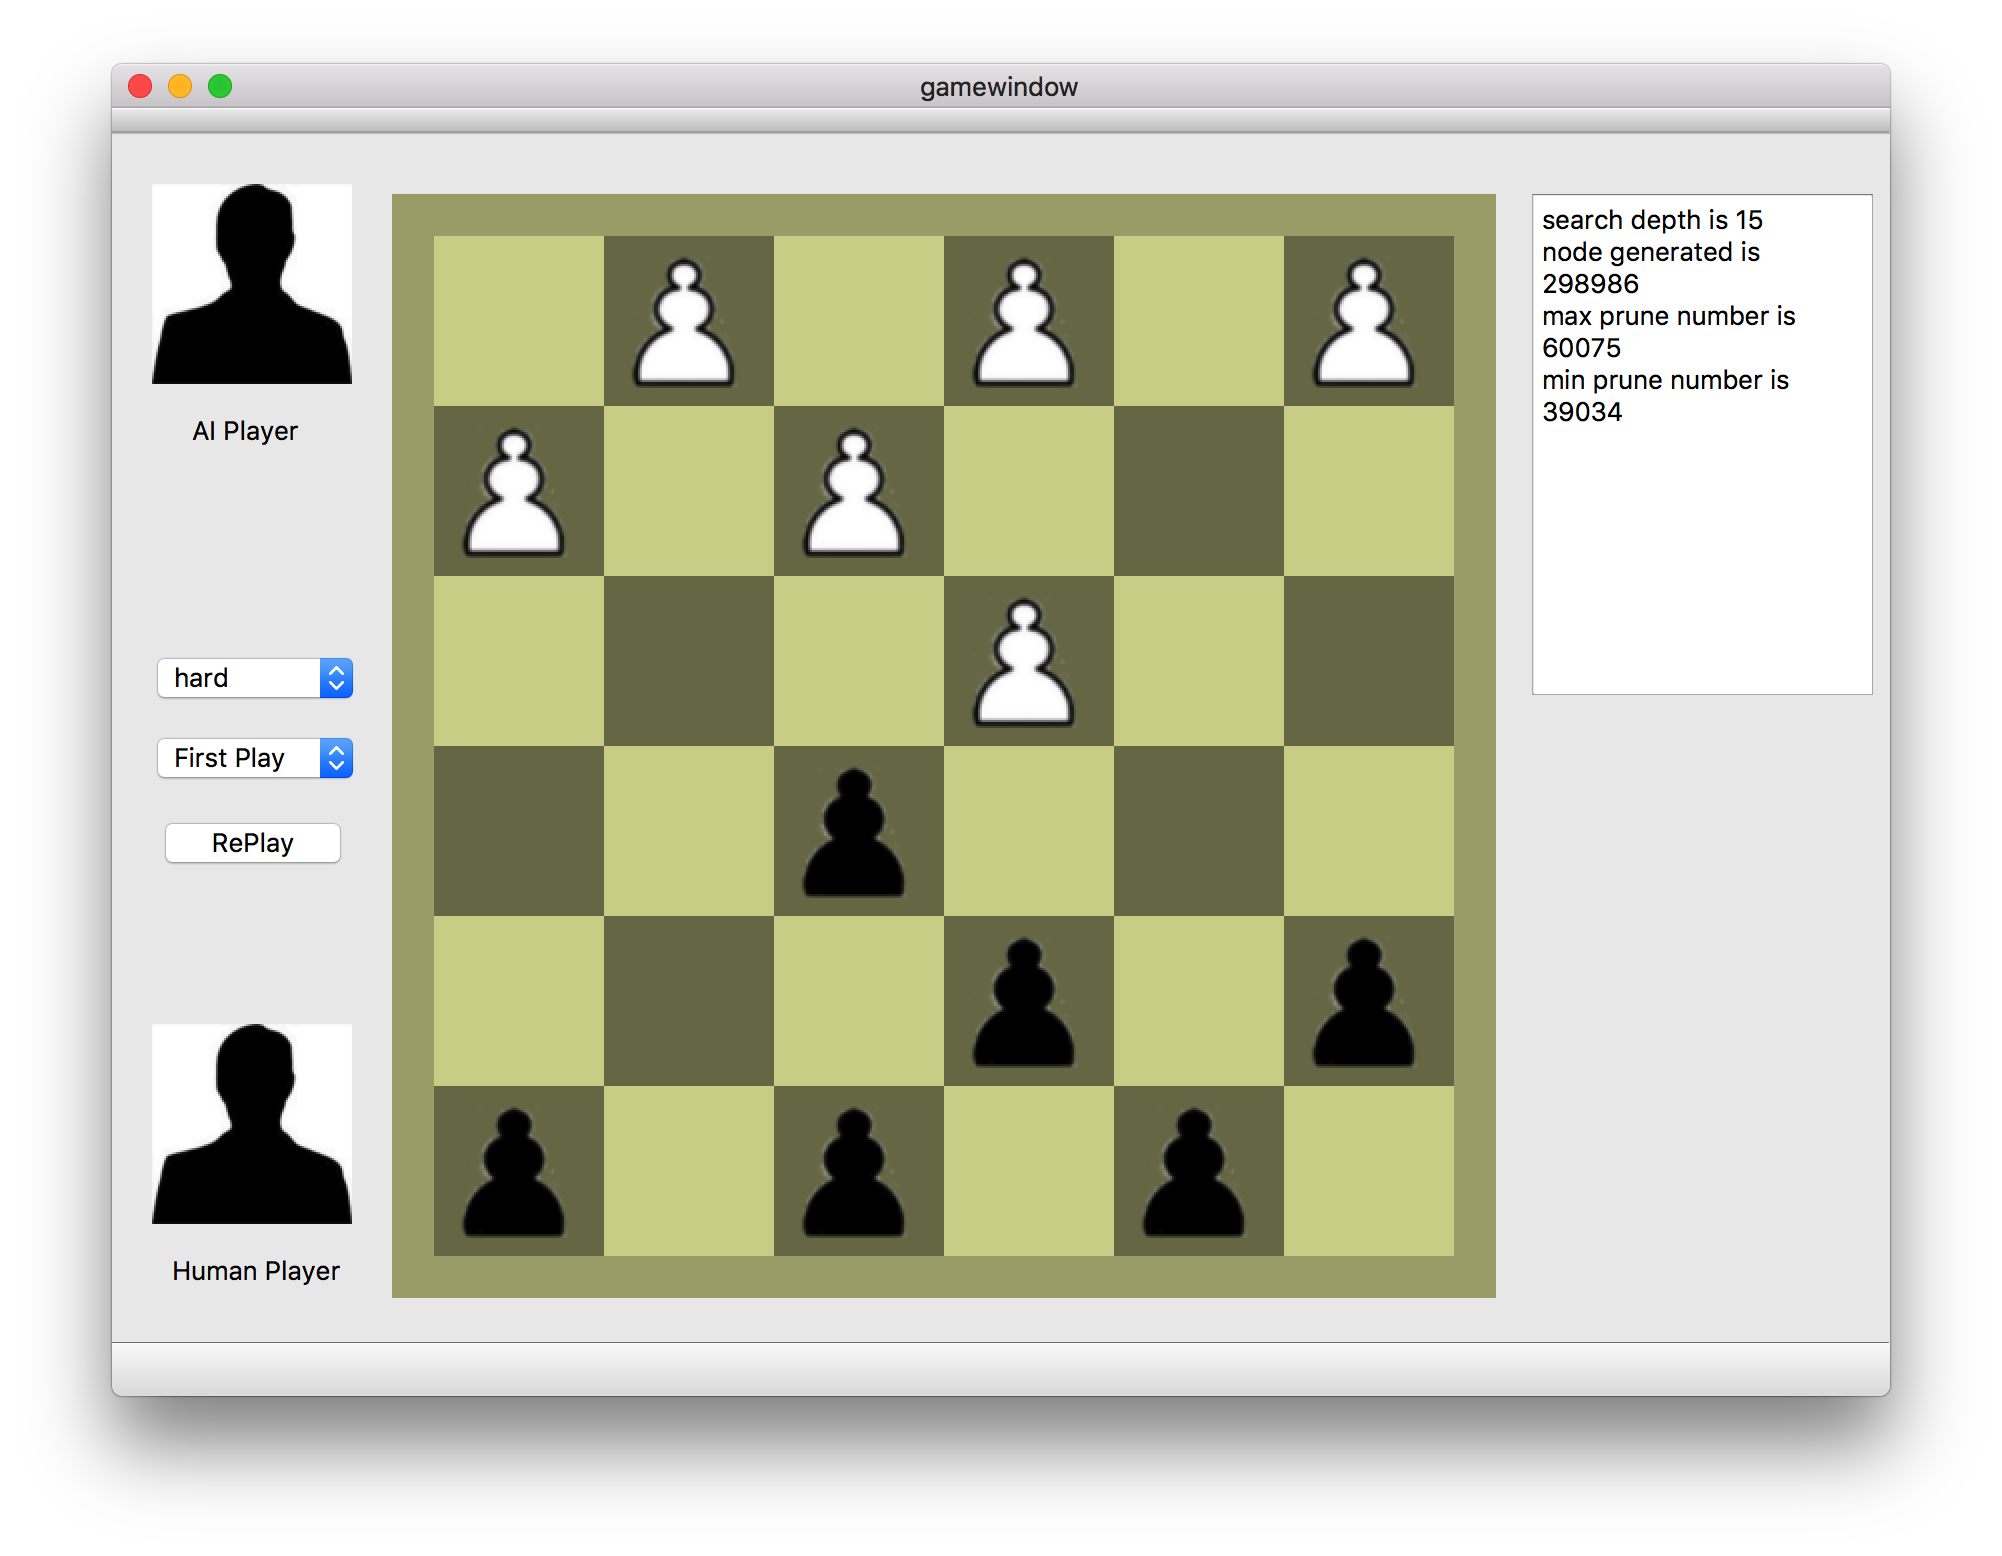 gamewindow
AI Player
hard
First Play
RePlay
Human Player
search depth is 15
node generated is
298986
max prune number is
60075
min prune number is
39034